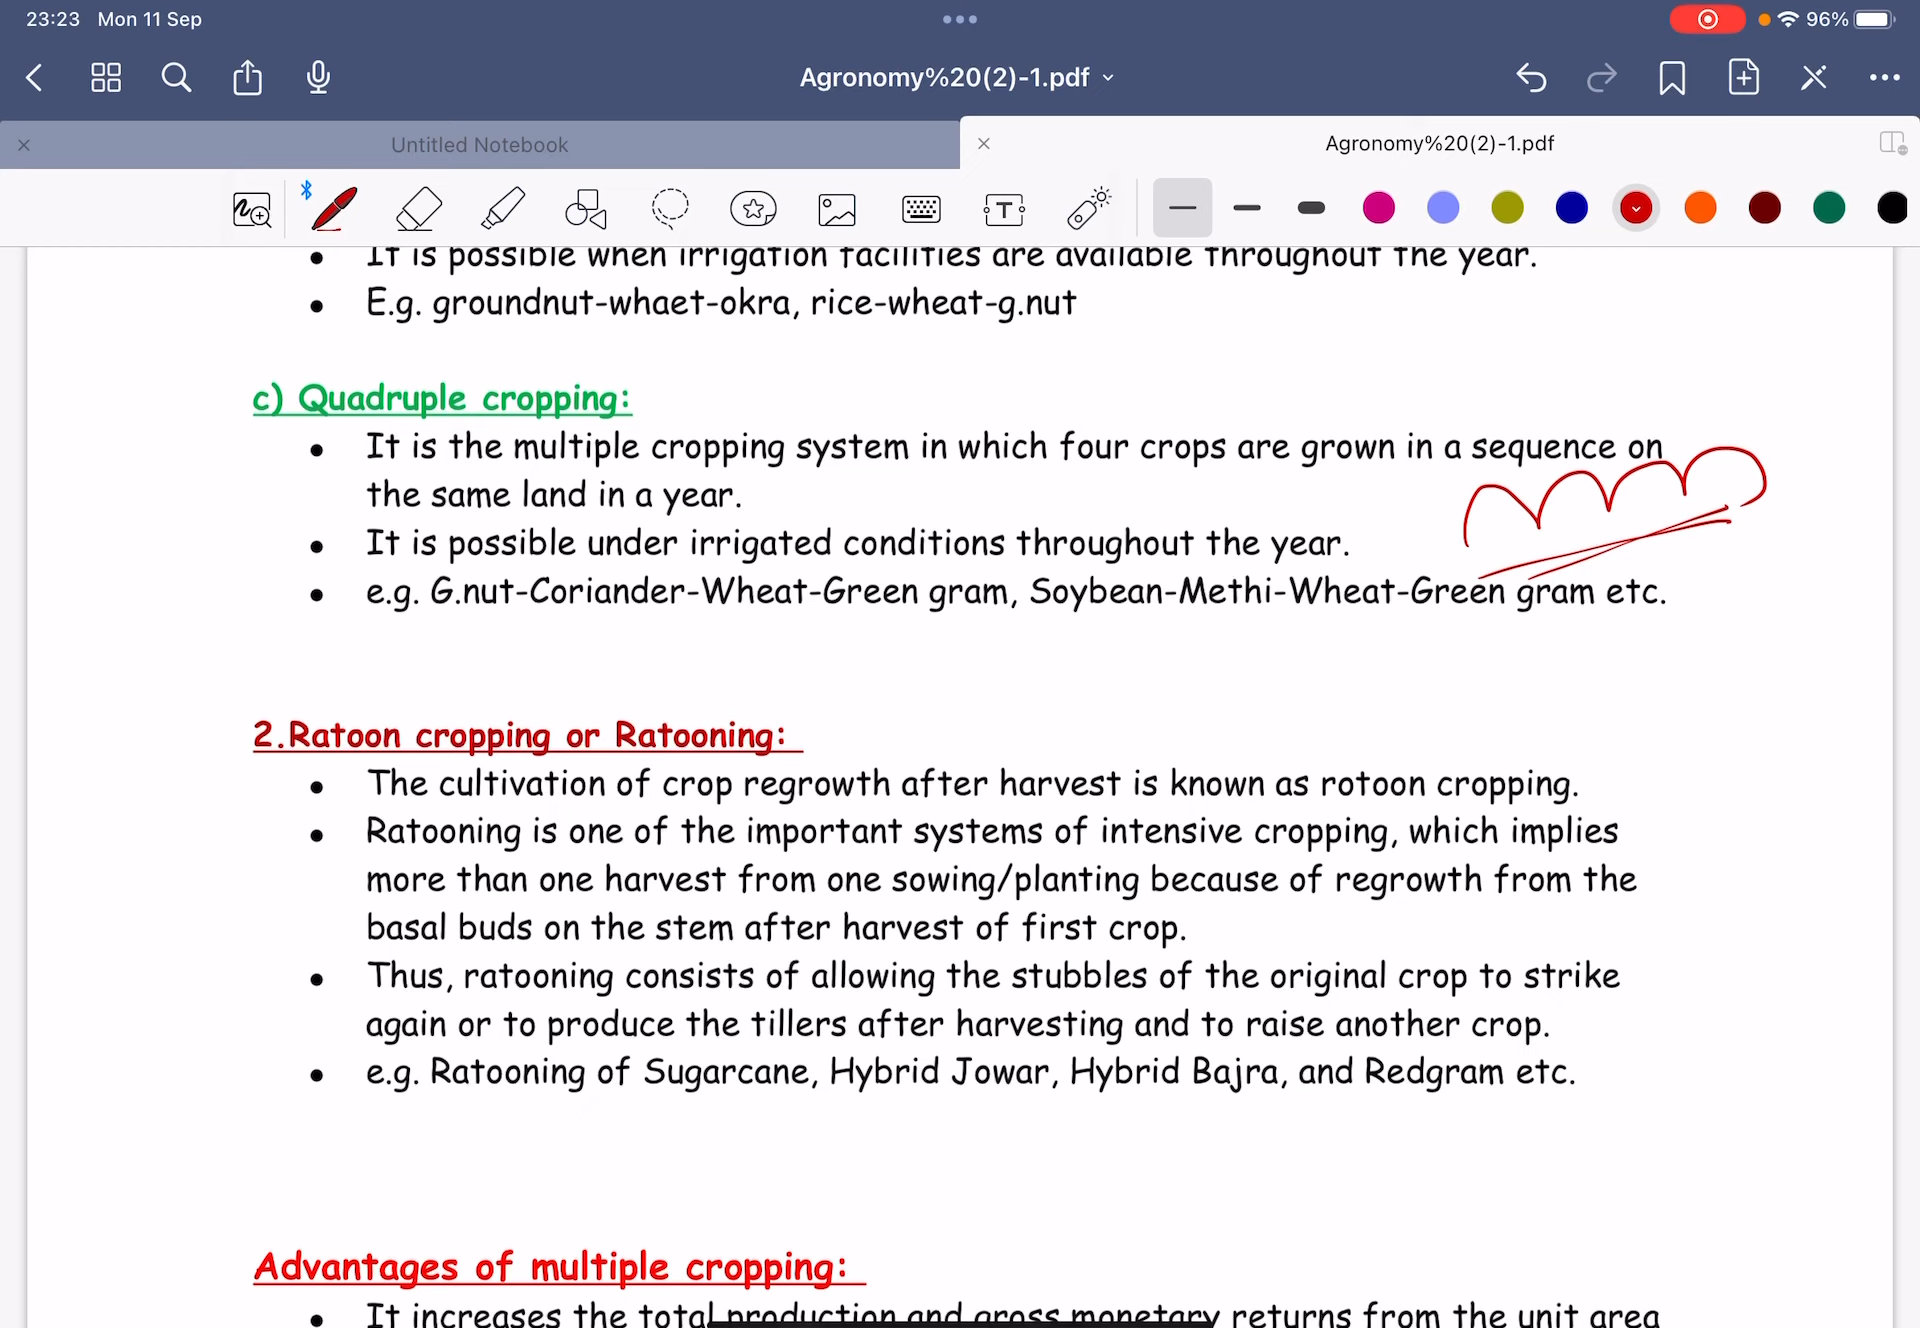 23:23 Mon 11 Sep
96%
Agronomy%20(2)-1.pdf
Untitled Notebook
Agronomy%20(2)-1.pdf
It is possible when irrigation facilities are available throughout the year.
E.g. groundnut-whaet-okra, rice-wheat-g.nut
c) Quadruple cropping:
It is the multiple cropping system in which four crops are grown in a sequence on
the same land in a year.
It is possible under irrigated conditions throughout the year.
e.g. G.nut-Coriander-Wheat-Green gram, Soybean-Methi-Wheat-Green gram etc.
2.Ratoon cropping or Ratooning:
The cultivation of crop regrowth after harvest is known as rotoon cropping.
Ratooning is one of the important systems of intensive cropping, which implies
more than one harvest from one sowing/planting because of regrowth from the
basal buds on the stem after harvest of first crop.
Thus, ratooning consists of allowing the stubbles of the original crop to strike
again or to produce the tillers after harvesting and to raise another crop.
e.g. Ratooning of Sugarcane, Hybrid Jowar, Hybrid Bajra, and Redgram etc.
Advantages of multiple cropping:
It increases the total production and gross monetary returns from the unit area